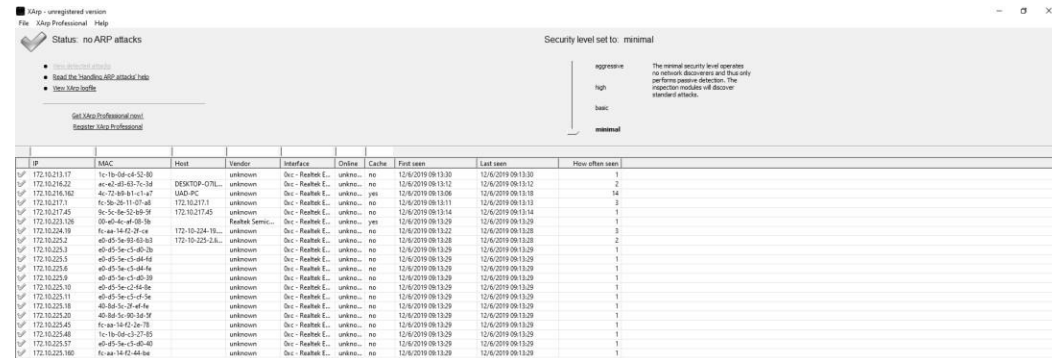 XArp - unregistered version
File XArp Professional Help
Status: no ARP attacks
View detected attacks
Read the 'Handling ARP attacks' help
View XArp logfile
Get XArp Professional now!
Register XArp Professional
Security level set to: minimal
aggressive
high
basic
minimal
The minimal security level operates
no network discoverers and thus only
performs passive detection. The
inspection modules will discover
standard attacks.
IP MAC Host Vendor Interface Online Cache First seen Last seen How often seen
172.10.213.17 1c-1b-0d-c4-52-80 unknown 0xc - Realtek E... unkno... no 12/6/2019 09:13:30 12/6/2019 09:13:30 1
172.10.216.22 ac-e2-d3-63-7c-3d DESKTOP-O7IL... unknown 0xc - Realtek E... unkno... no 12/6/2019 09:13:12 12/6/2019 09:13:12 2
172.10.216.162 4c-72-b9-b1-c1-a7 UAD-PC unknown 0xc - Realtek E... unkno... yes 12/6/2019 09:13:06 12/6/2019 09:13:18 14
172.10.217.1 fc-5b-26-11-07-a8 172.10.217.1 unknown 0xc - Realtek E... unkno... no 12/6/2019 09:13:11 12/6/2019 09:13:13 3
172.10.217.45 9c-5c-8e-52-b9-5f 172.10.217.45 unknown 0xc - Realtek E... unkno... no 12/6/2019 09:13:14 12/6/2019 09:13:14 1
172.10.223.126 00-e0-4c-af-08-5b Realtek Semic... 0xc - Realtek E... unkno... yes 12/6/2019 09:13:29 12/6/2019 09:13:29 1
172.10.224.19 fc-aa-14-f2-2f-ce 172-10-224-19.... unknown 0xc - Realtek E... unkno... no 12/6/2019 09:13:22 12/6/2019 09:13:28 3
172.10.225.2 e0-d5-5e-93-63-b3 172-10-225-2.li... unknown 0xc - Realtek E... unkno... no 12/6/2019 09:13:28 12/6/2019 09:13:28 2
172.10.225.3 e0-d5-5e-c5-d0-2b unknown 0xc - Realtek E... unkno... no 12/6/2019 09:13:29 12/6/2019 09:13:29 1
172.10.225.5 e0-d5-5e-c5-d4-fd unknown 0xc - Realtek E... unkno... no 12/6/2019 09:13:29 12/6/2019 09:13:29 1
172.10.225.6 e0-d5-5e-c5-d4-fe unknown 0xc - Realtek E... unkno... no 12/6/2019 09:13:29 12/6/2019 09:13:29 1
172.10.225.9 e0-d5-5e-c5-d0-39 unknown 0xc - Realtek E... unkno... no 12/6/2019 09:13:29 12/6/2019 09:13:29 1
172.10.225.10 e0-d5-5e-c2-f4-8e unknown 0xc - Realtek E... unkno... no 12/6/2019 09:13:29 12/6/2019 09:13:29 1
172.10.225.11 e0-d5-5e-c5-cf-5e unknown 0xc - Realtek E... unkno... no 12/6/2019 09:13:29 12/6/2019 09:13:29 1
172.10.225.18 40-8d-5c-2f-ef-fe unknown 0xc - Realtek E... unkno... no 12/6/2019 09:13:29 12/6/2019 09:13:29 1
172.10.225.20 40-8d-5c-90-3d-5f unknown 0xc - Realtek E... unkno... no 12/6/2019 09:13:29 12/6/2019 09:13:29 1
172.10.225.45 fc-aa-14-f2-2e-78 unknown 0xc - Realtek E... unkno... no 12/6/2019 09:13:29 12/6/2019 09:13:29 1
172.10.225.48 1c-1b-0d-c3-27-85 unknown 0xc - Realtek E... unkno... no 12/6/2019 09:13:29 12/6/2019 09:13:29 1
172.10.225.57 e0-d5-5e-c5-d0-40 unknown 0xc - Realtek E... unkno... no 12/6/2019 09:13:29 12/6/2019 09:13:29 1
172.10.225.160 fc-aa-14-f2-44-be unknown 0xc - Realtek E... unkno... no 12/6/2019 09:13:29 12/6/2019 09:13:29 1